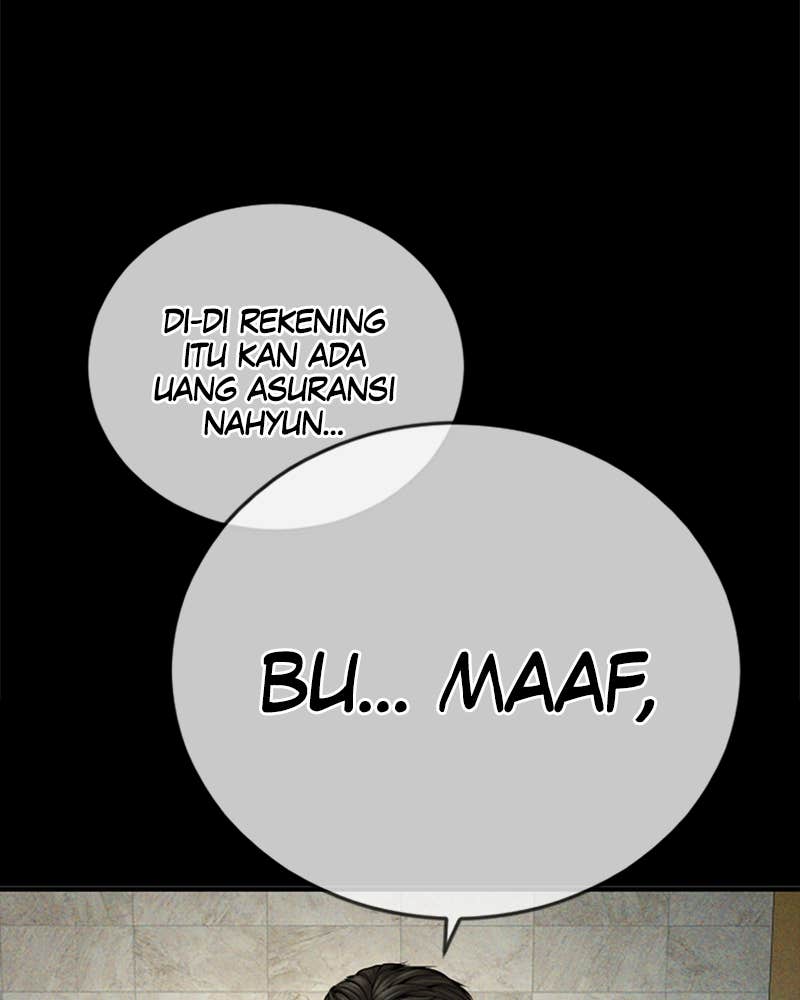 DI-DI REKENING
ITU KAN ADA
UANG ASURANSI
NAHYUN...
BU... MAAF,